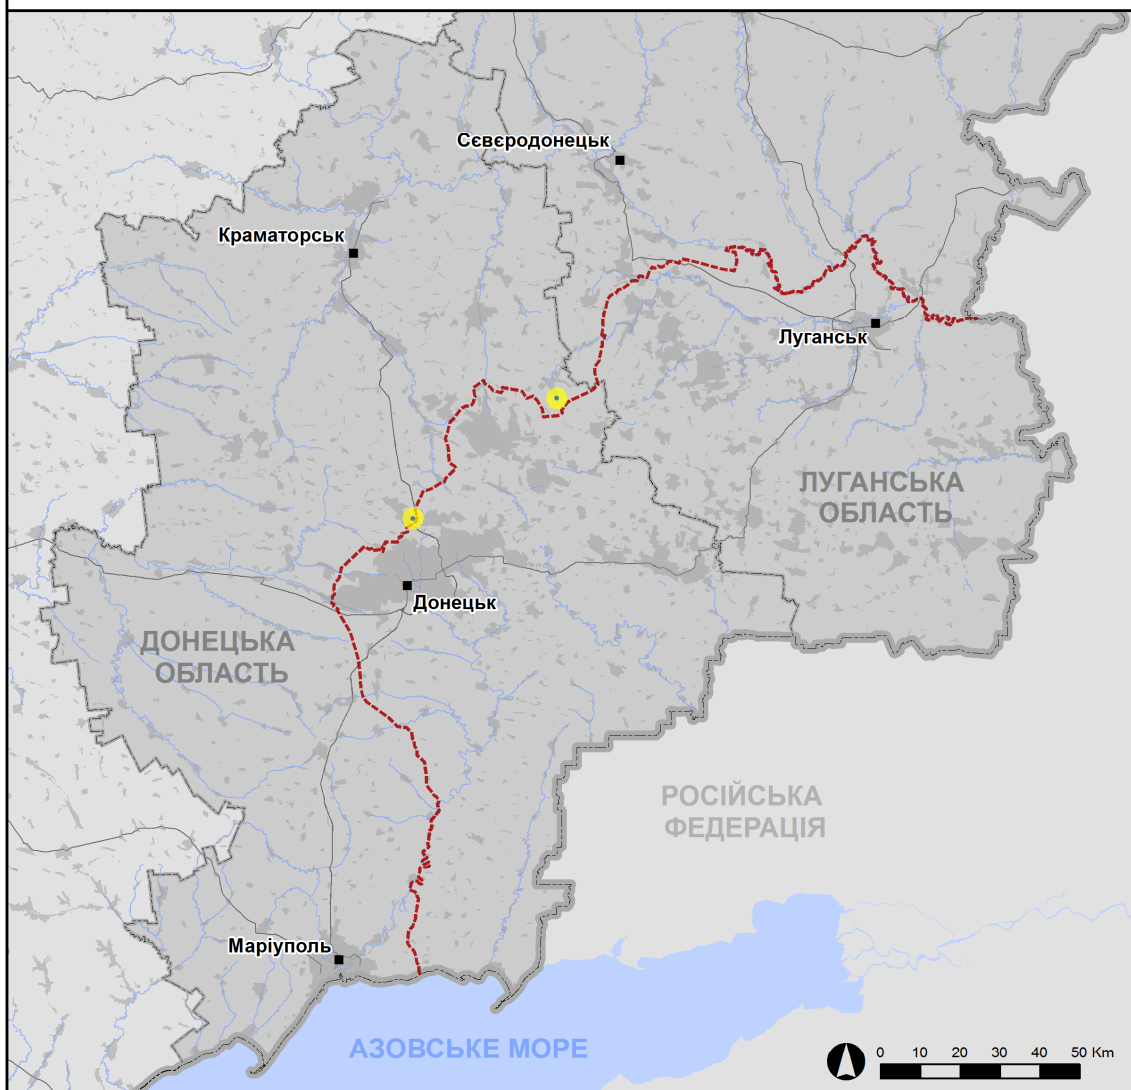 Сєвєродонецьк
Краматорськ
Луганськ
ЛУГАНСЬКА
ОБЛАСТЬ
Донецьк
ДОНЕЦЬКА
ОБЛАСТЬ
РОСІЙСЬКА
ФЕДЕРАЦІЯ
Маріуполь
АЗОВСЬКЕ МОРЕ
0 10 20 30 40 50 Km